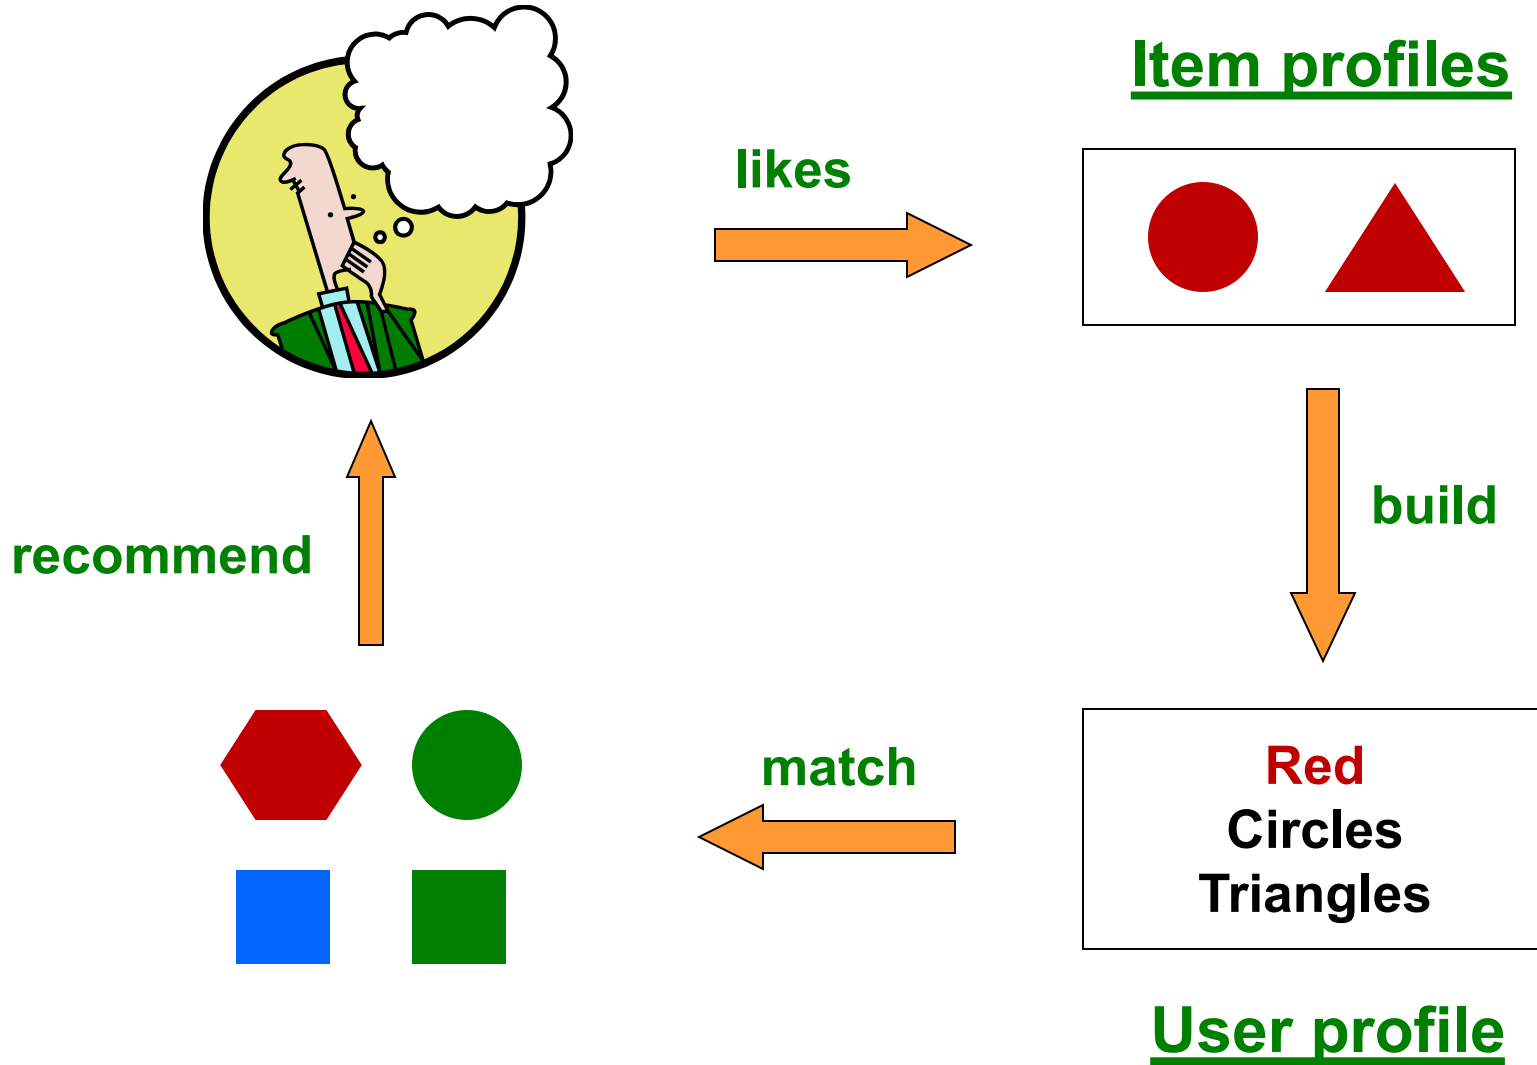 Item profiles
likes
build
recommend
match
Red
Circles
Triangles
User profile